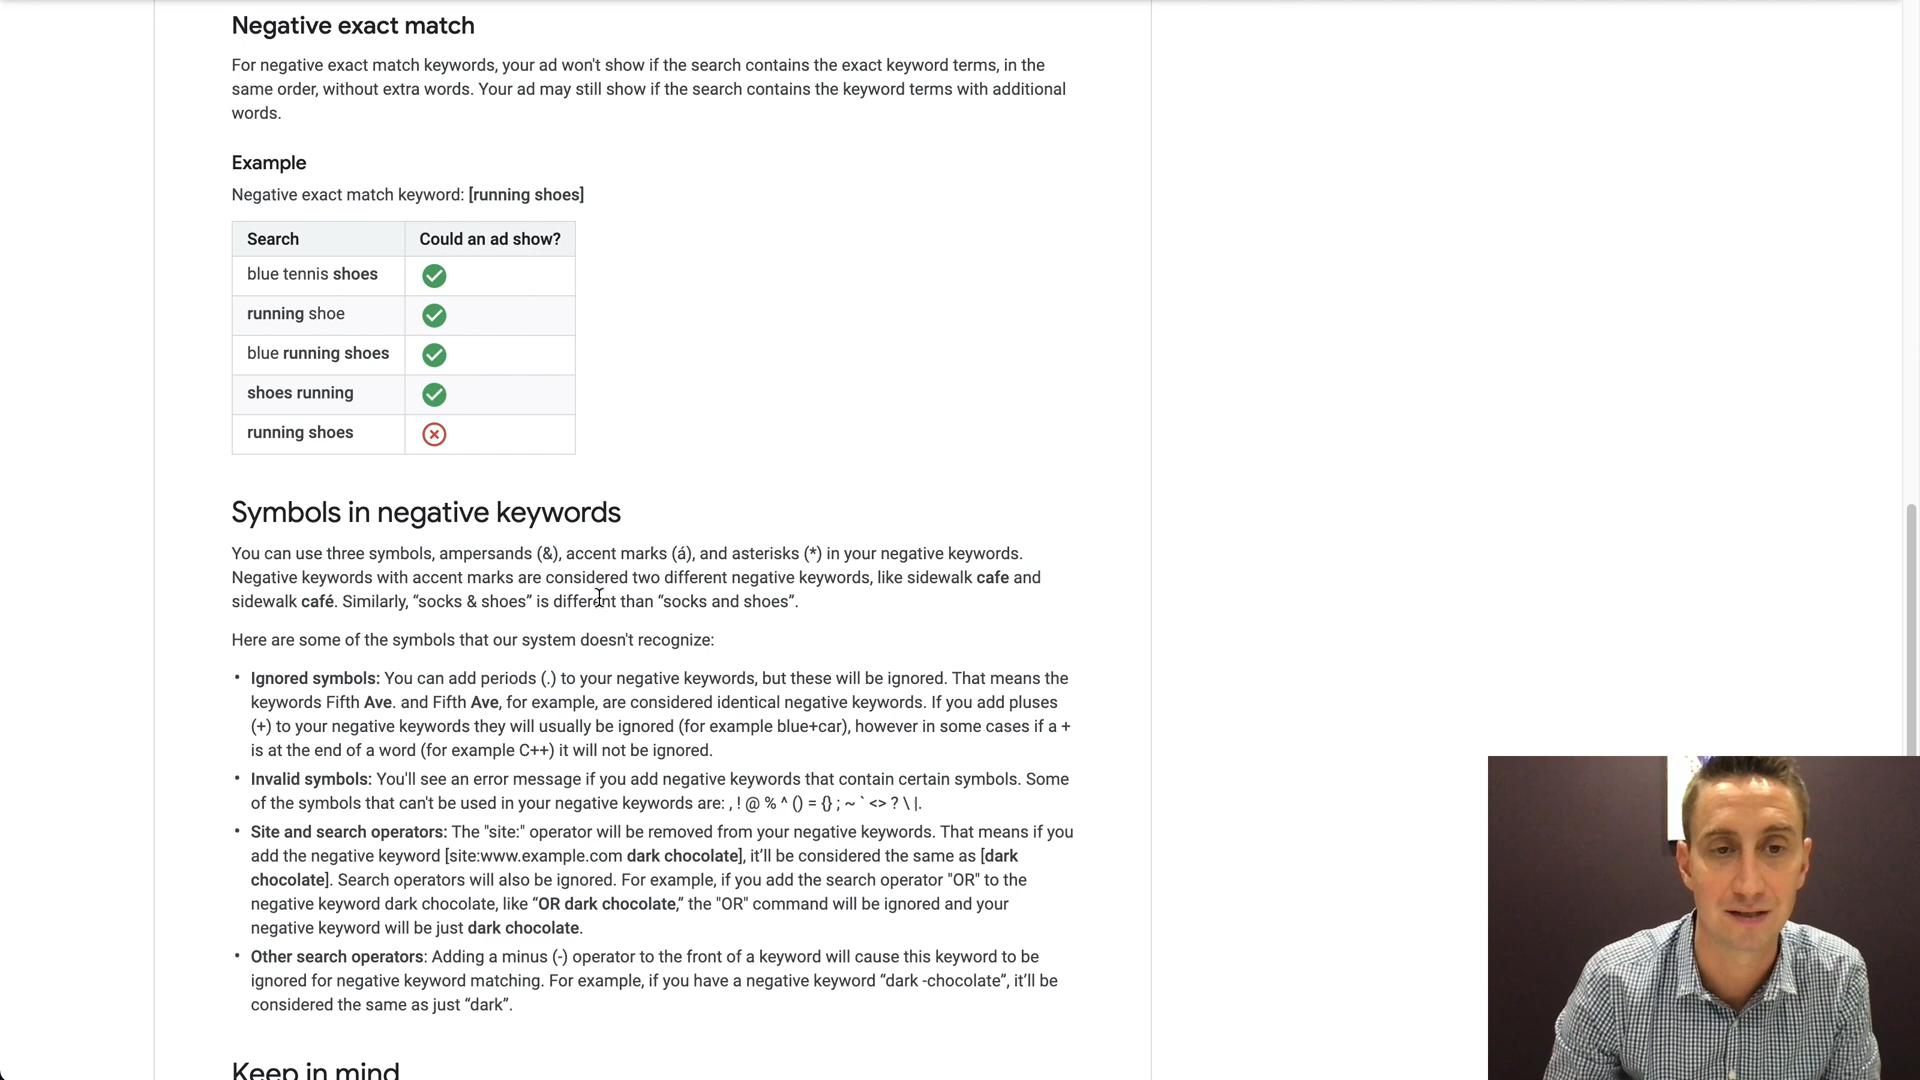 Negative exact match
For negative exact match keywords, your ad won't show if the search contains the exact keyword terms, in the
same order, without extra words. Your ad may still show if the search contains the keyword terms with additional
words.
Example
Negative exact match keyword: [running shoes]
Search Could an ad show?
blue tennis shoes
running shoe
blue running shoes
shoes running
running shoes
Symbols in negative keywords
You can use three symbols, ampersands (&), accent marks (á), and asterisks (*) in your negative keywords.
Negative keywords with accent marks are considered two different negative keywords, like sidewalk cafe and
sidewalk café. Similarly, “socks & shoes” is different than “socks and shoes”.
Here are some of the symbols that our system doesn't recognize:
• Ignored symbols: You can add periods (.) to your negative keywords, but these will be ignored. That means the
keywords Fifth Ave. and Fifth Ave, for example, are considered identical negative keywords. If you add pluses
(+) to your negative keywords they will usually be ignored (for example blue+car), however in some cases if a +
is at the end of a word (for example C++) it will not be ignored.
• Invalid symbols: You'll see an error message if you add negative keywords that contain certain symbols. Some
of the symbols that can't be used in your negative keywords are: , ! @ % ^ () = {} ; ~ ` <> ? \ |.
• Site and search operators: The "site:" operator will be removed from your negative keywords. That means if you
add the negative keyword [site:www.example.com dark chocolate], it’ll be considered the same as [dark
chocolate]. Search operators will also be ignored. For example, if you add the search operator "OR" to the
negative keyword dark chocolate, like “OR dark chocolate,” the "OR" command will be ignored and your
negative keyword will be just dark chocolate.
• Other search operators: Adding a minus (-) operator to the front of a keyword will cause this keyword to be
ignored for negative keyword matching. For example, if you have a negative keyword “dark -chocolate”, it’ll be
considered the same as just “dark”.
Keep in mind